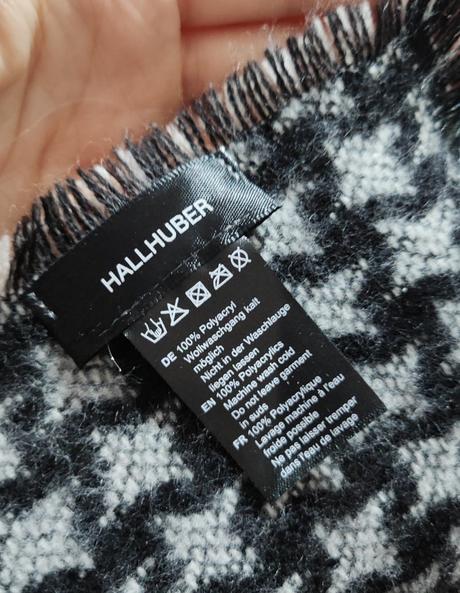 HALLHUBER
DE 100% Polyacryl
Wollwaschgang kalt
möglich
Nicht in der Waschlauge
liegen lassen
EN 100% Polyacrylics
Machine wash cold
Do not leave garment
in suds
FR 100% Polyacrylique
Lavage machine à l'eau
froide possible
Ne pas laisser tremper
dans l'eau de lavage